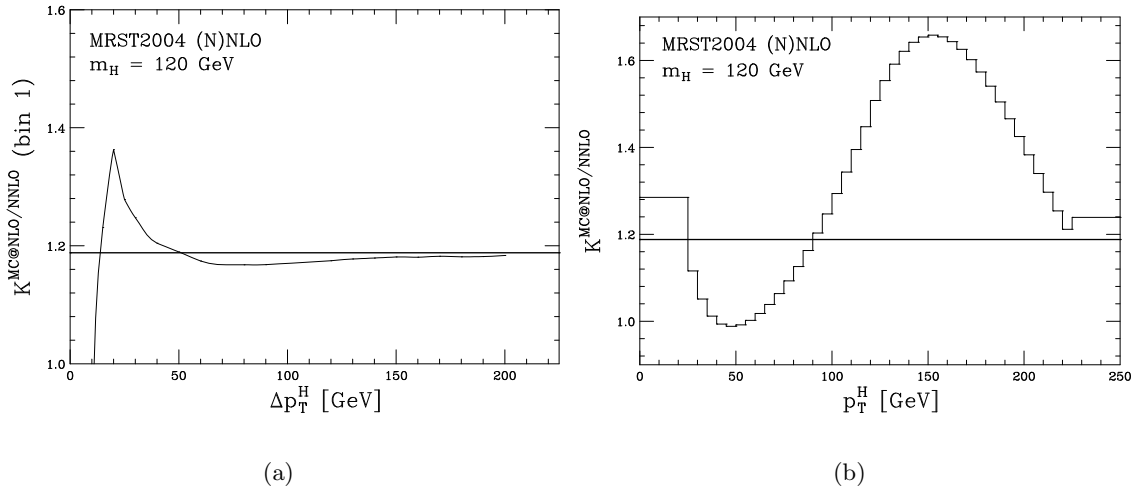 1.6
MRST2004 (N)NLO
m_H = 120 GeV
1.4
K^MC@NLO/NNLO (bin 1)
1.2
1.0
0 50 100 150 200
Δp_T^H [GeV]
(a)
MRST2004 (N)NLO
m_H = 120 GeV
1.6
1.4
K^MC@NLO/NNLO
1.2
1.0
0 50 100 150 200 250
p_T^H [GeV]
(b)